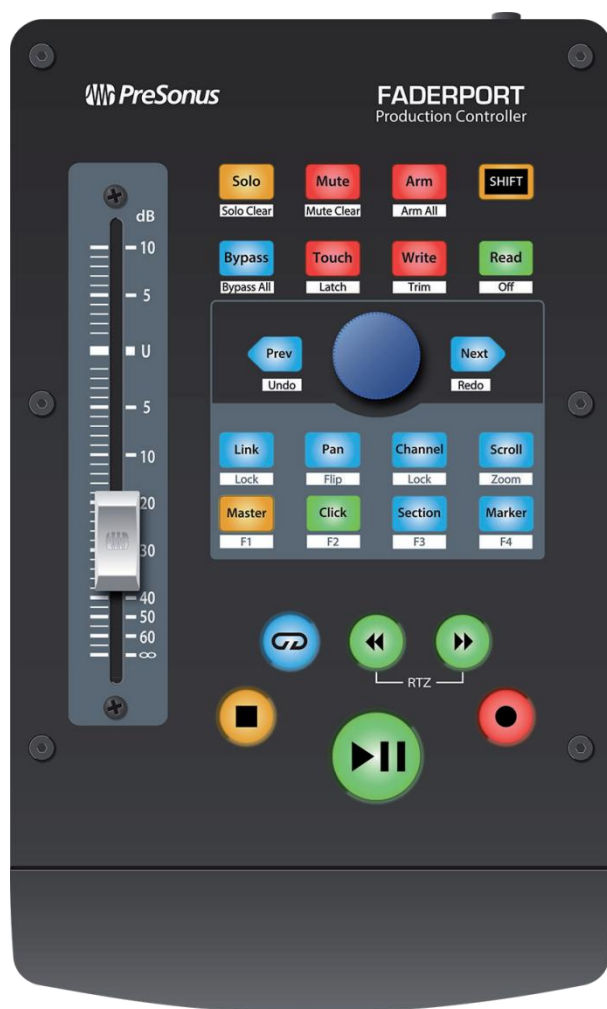 PreSonus
FADERPORT
Production Controller
Solo Mute Arm SHIFT
Solo Clear Mute Clear Arm All
Bypass Touch Write Read
Bypass All Latch Trim Off
Prev Next
Undo Redo
Link Pan Channel Scroll
Lock Flip Lock Zoom
Master Click Section Marker
F1 F2 F3 F4
RTZ
dB
10
5
U
5
10
20
30
40
50
60
∞